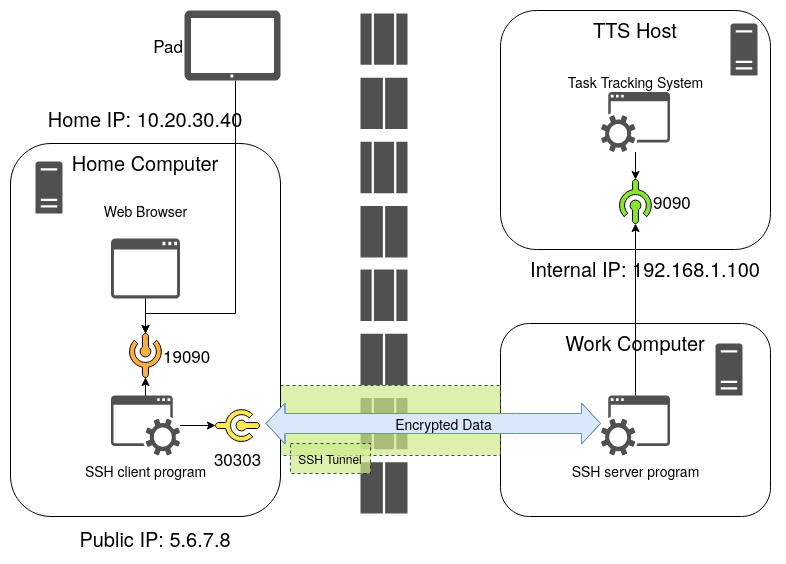 TTS Host
Pad
Task Tracking System
Home IP: 10.20.30.40
Home Computer
9090
Web Browser
Internal IP: 192.168.1.100
Work Computer
19090
Encrypted Data
SSH Tunnel
30303
SSH client program
SSH server program
Public IP: 5.6.7.8